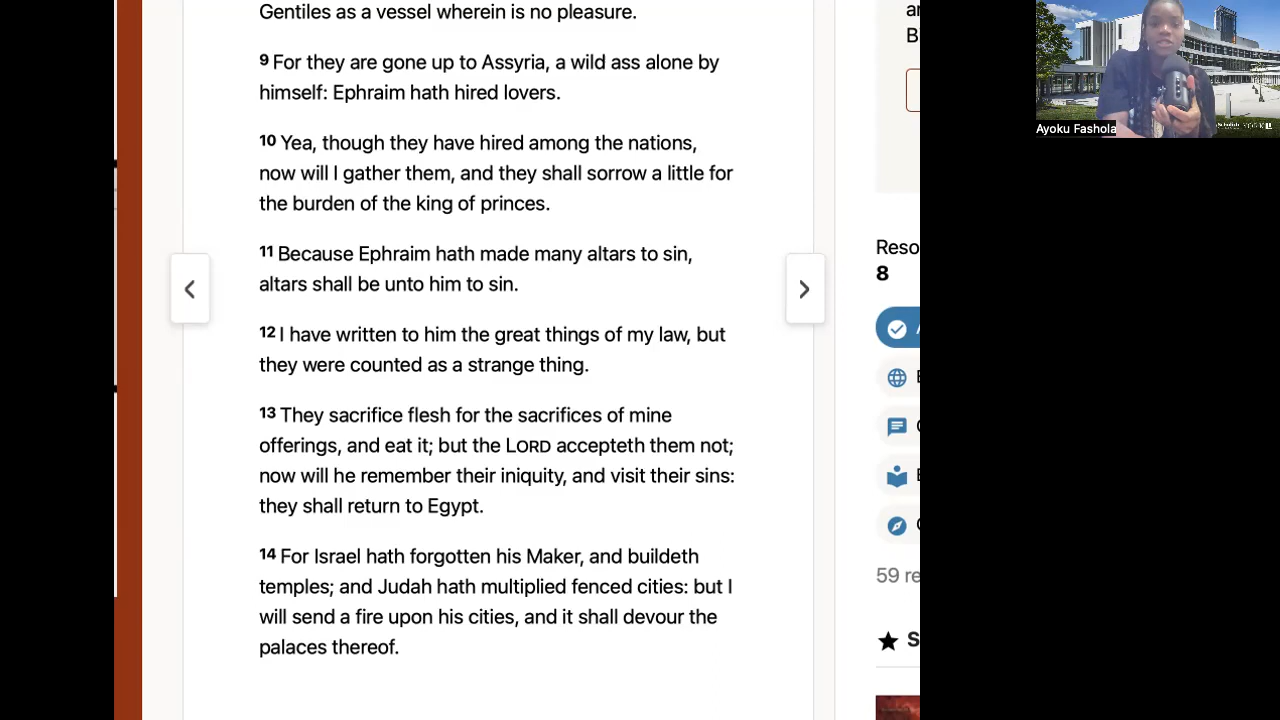 Gentiles as a vessel wherein is no pleasure.
9 For they are gone up to Assyria, a wild ass alone by
himself: Ephraim hath hired lovers.
10 Yea, though they have hired among the nations,
now will I gather them, and they shall sorrow a little for
the burden of the king of princes.
11 Because Ephraim hath made many altars to sin,
altars shall be unto him to sin.
12 I have written to him the great things of my law, but
they were counted as a strange thing.
13 They sacrifice flesh for the sacrifices of mine
offerings, and eat it; but the LORD accepteth them not;
now will he remember their iniquity, and visit their sins:
they shall return to Egypt.
14 For Israel hath forgotten his Maker, and buildeth
temples; and Judah hath multiplied fenced cities: but I
will send a fire upon his cities, and it shall devour the
palaces thereof.
B
Reso
8
59 re
S
Ayoku Fashola